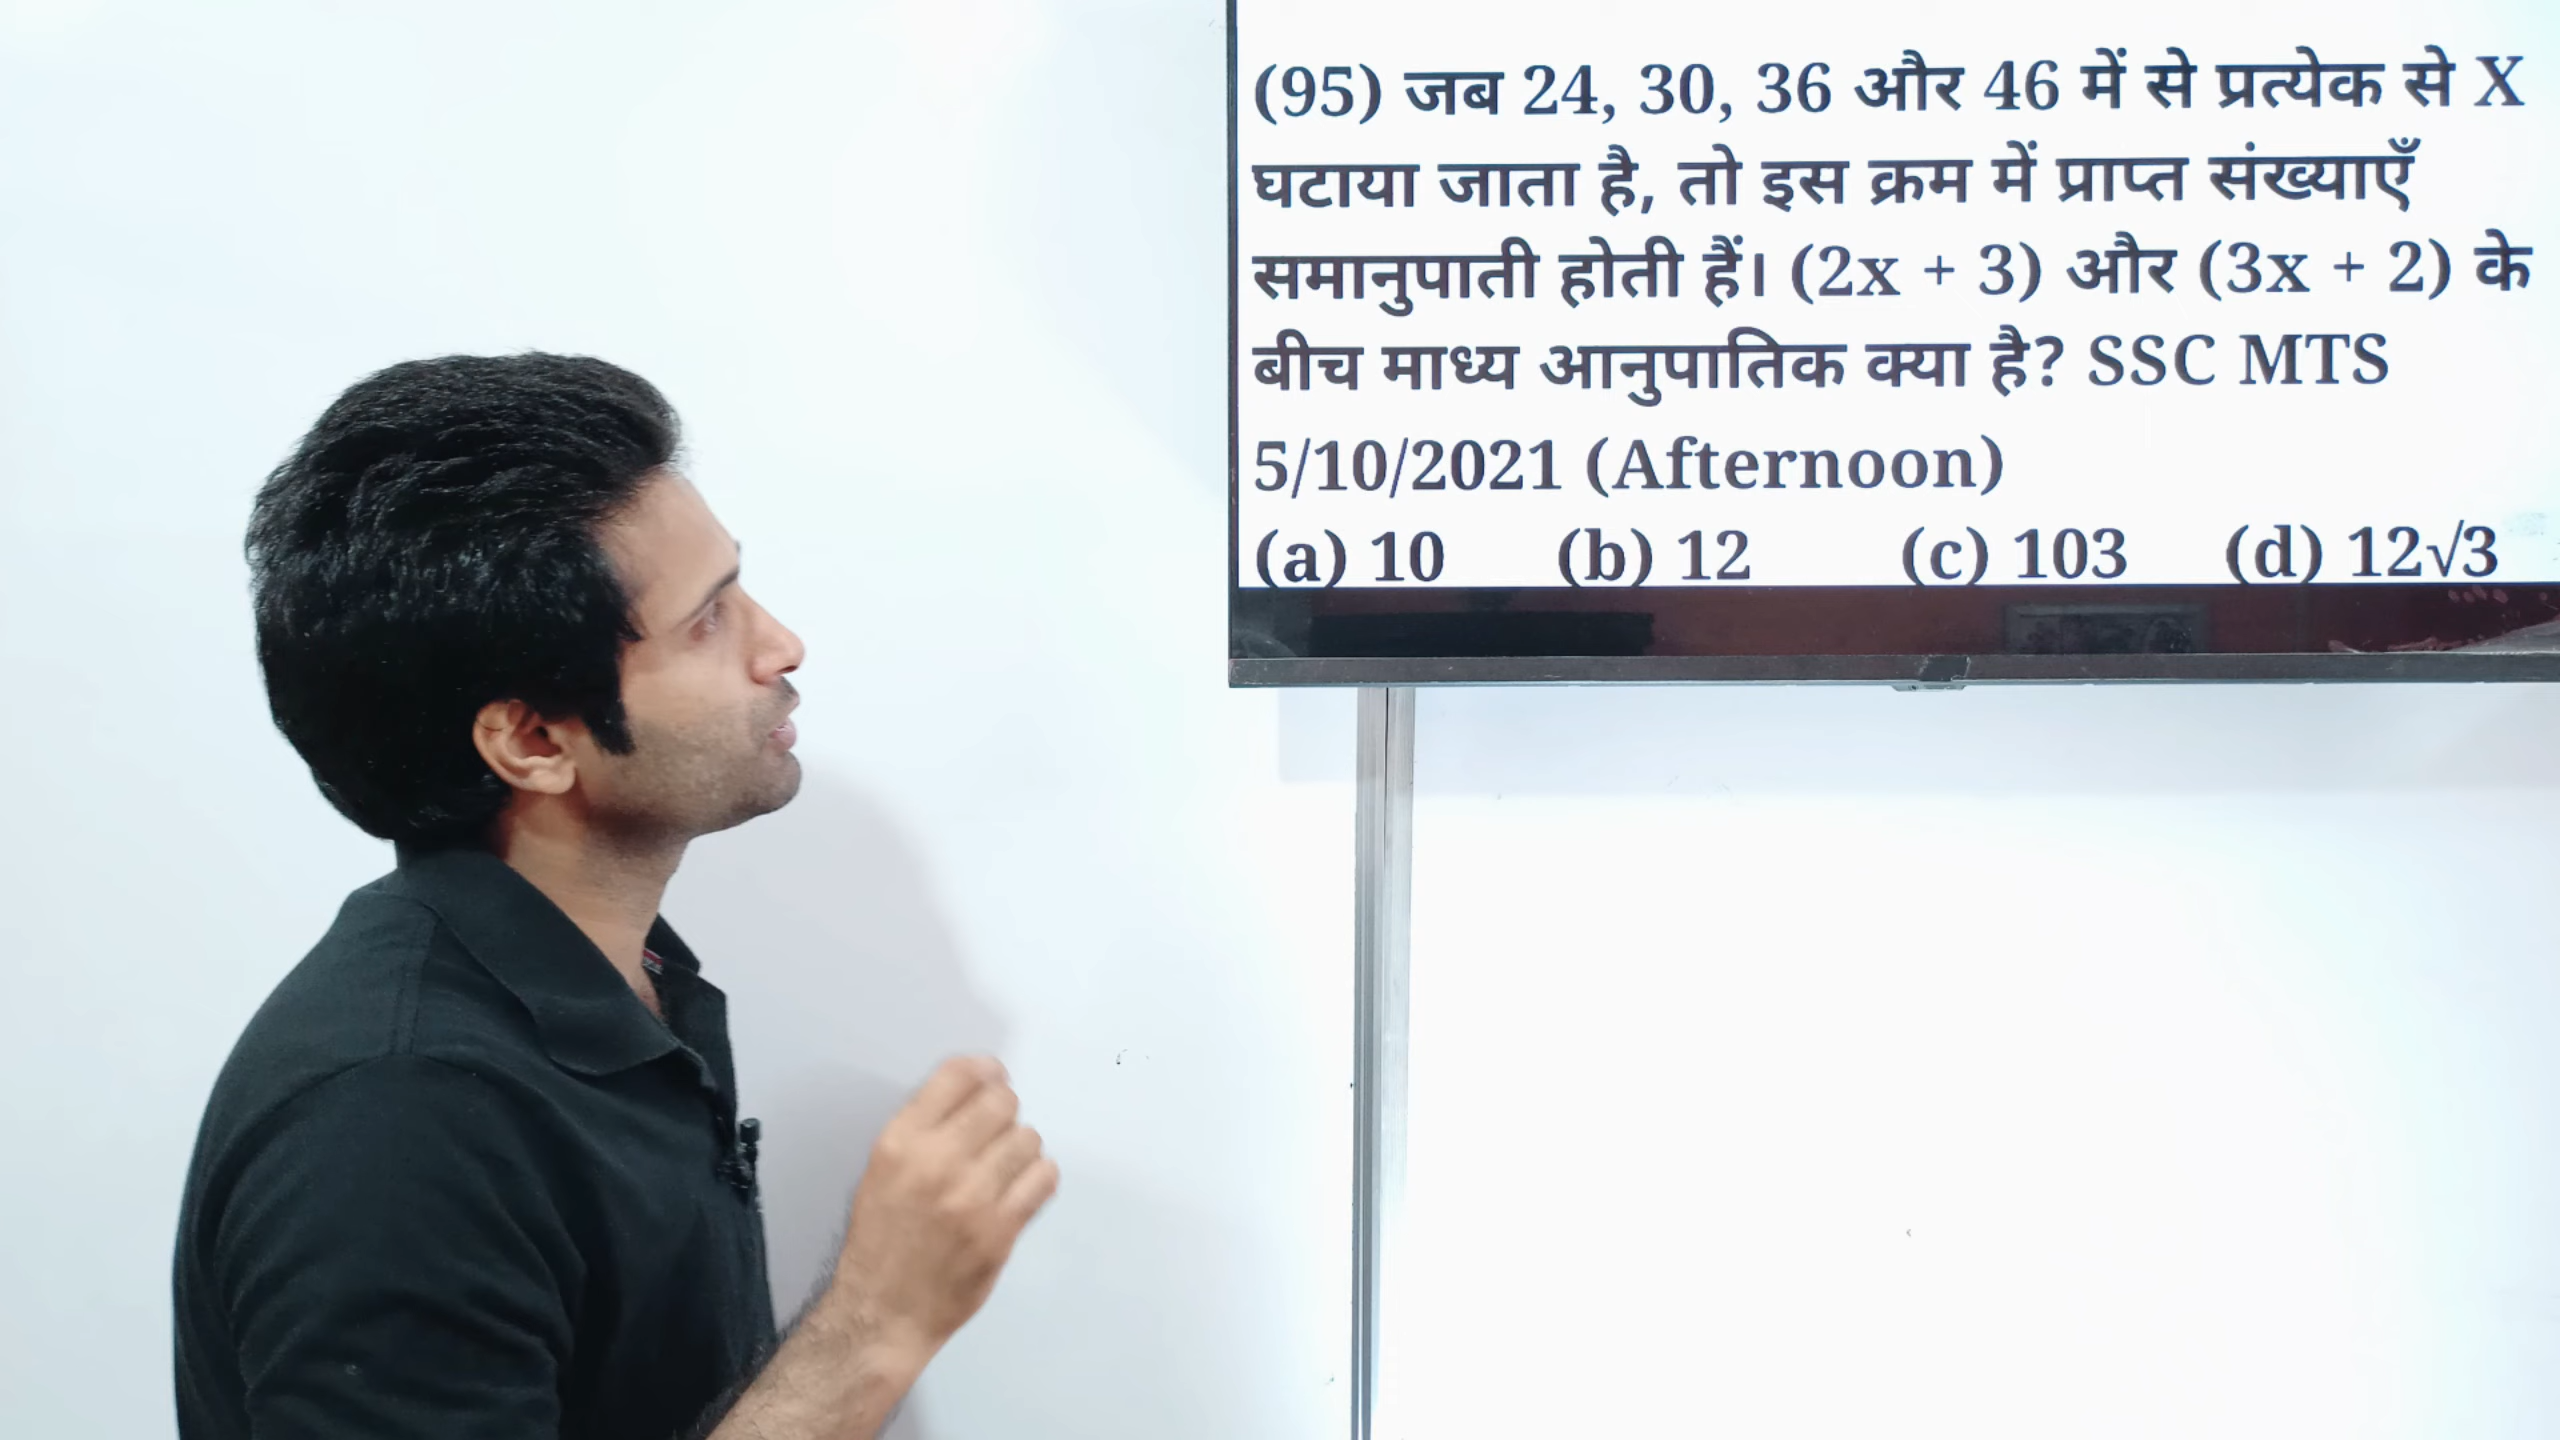 (95) जब 24, 30, 36 और 46 में से प्रत्येक से X
घटाया जाता है, तो इस क्रम में प्राप्त संख्याएँ
समानुपाती होती हैं। (2x + 3) और (3x + 2) के
बीच माध्य आनुपातिक क्या है? SSC MTS
5/10/2021 (Afternoon)
(a) 10 (b) 12 (c) 103 (d) 12√3